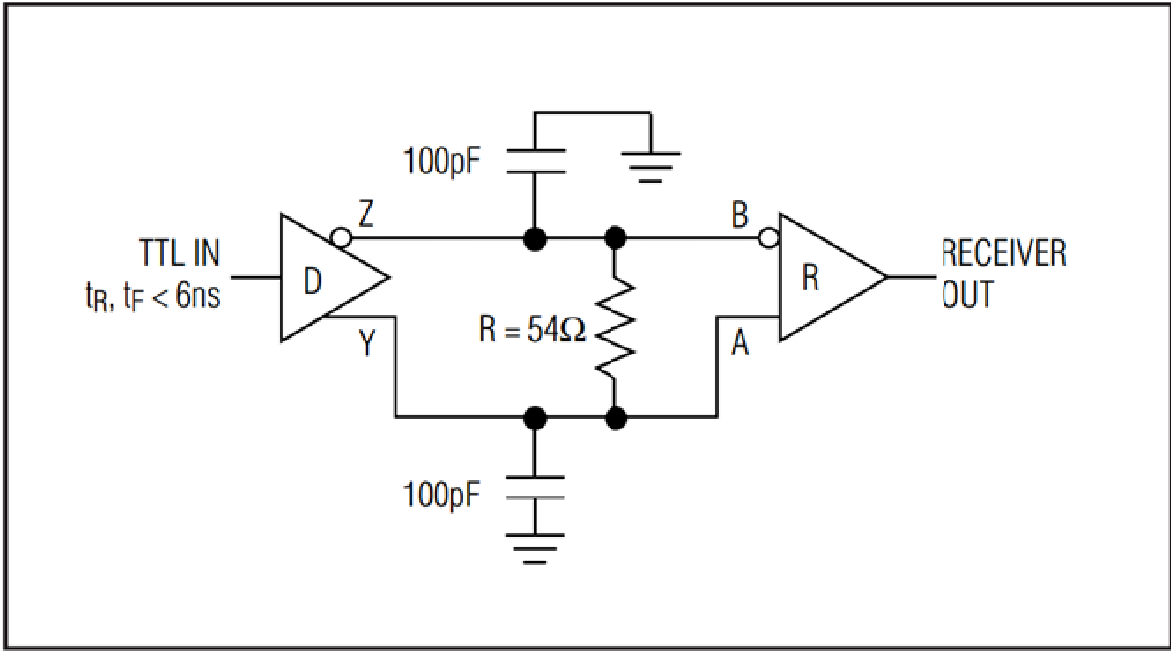 100pF
Z
B
TTL IN
tR, tF < 6ns
D
R
RECEIVER
OUT
R = 54Ω
Y
A
100pF